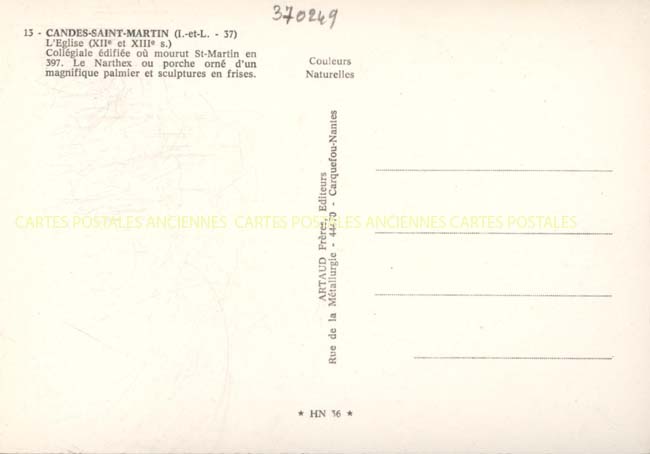 370249
13 - CANDES-SAINT-MARTIN (I.-et-L. - 37)
L'Eglise (XIIe et XIIIe s.)
Collégiale édifiée où mourut St-Martin en
397. Le Narthex ou porche orné d'un
magnifique palmier et sculptures en frises.
Couleurs
Naturelles
ARTAUD Frères, Editeurs
Rue de la Métallurgie - 44470 - Carquefou-Nantes
CARTES POSTALES ANCIENNES CARTES POSTALES ANCIENNES CARTES POSTALES
★ HN 36 ★